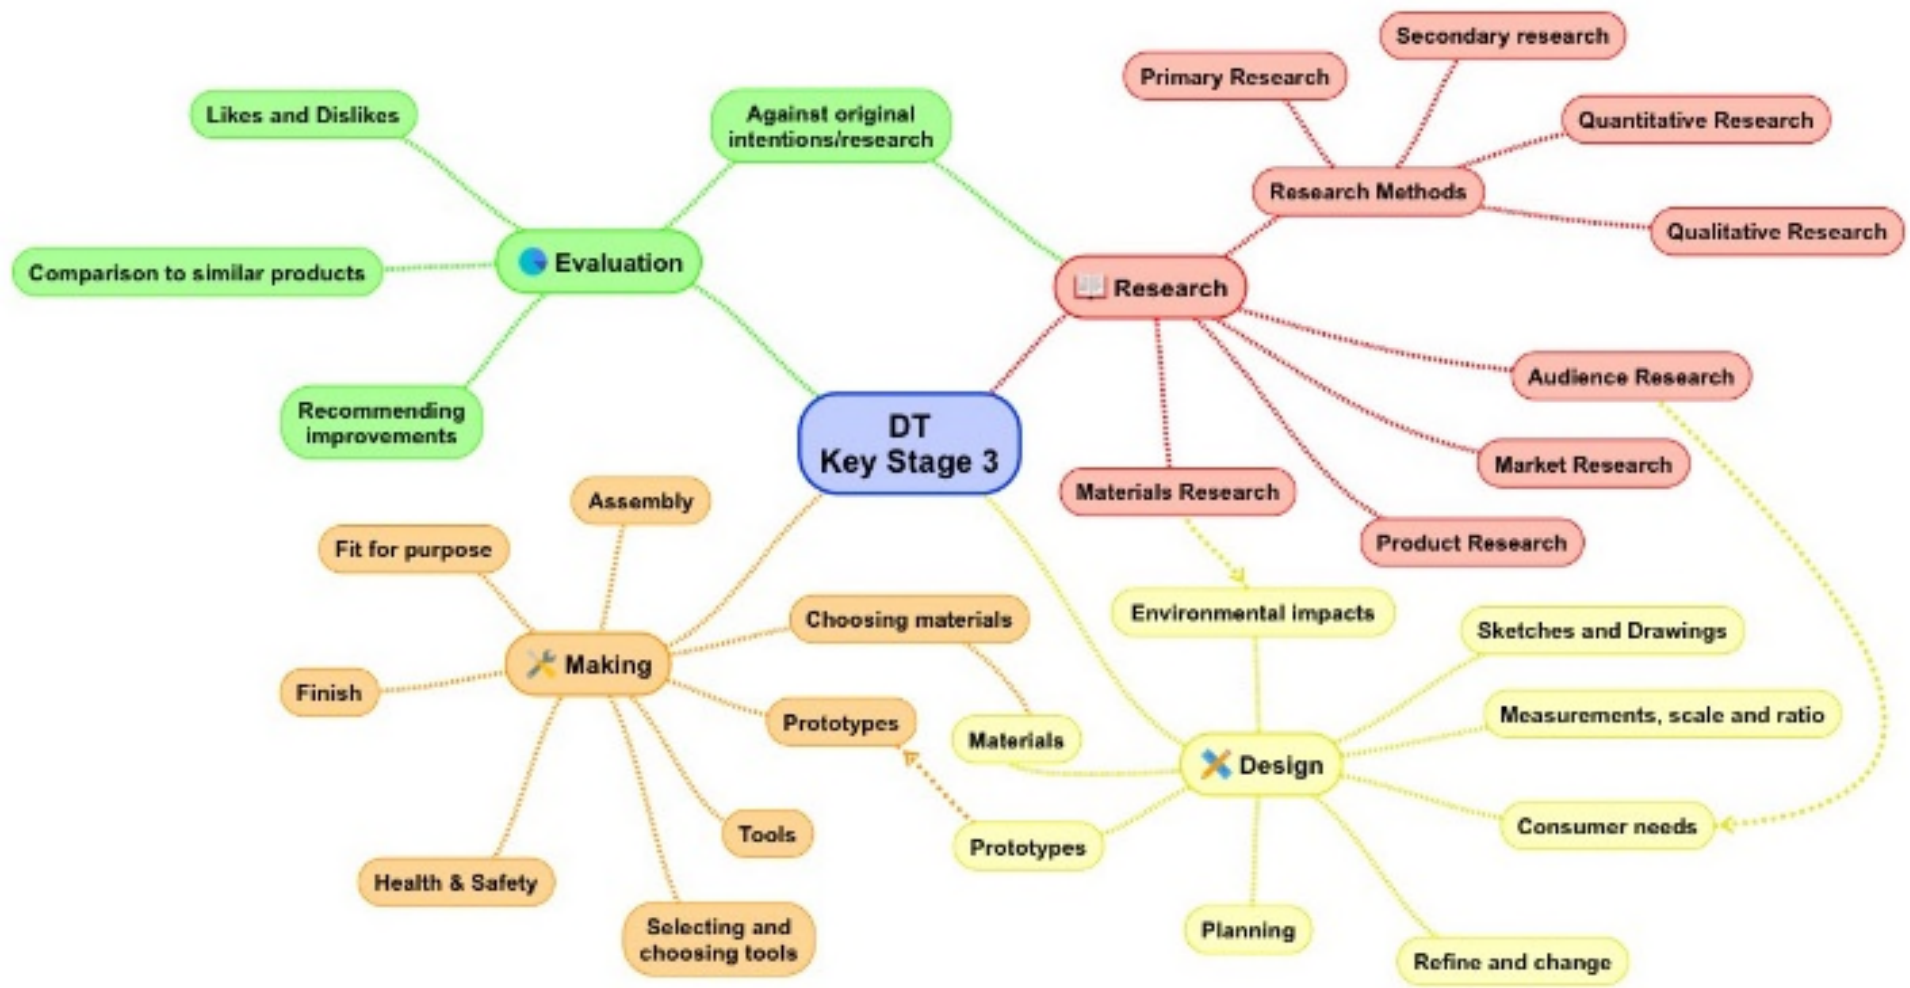 Secondary research
Primary Research
Likes and Dislikes
Against original
intentions/research
Quantitative Research
Research Methods
Qualitative Research
Evaluation
Comparison to similar products
Research
Audience Research
Recommending
improvements
DT
Key Stage 3
Market Research
Materials Research
Assembly
Product Research
Fit for purpose
Choosing materials
Environmental impacts
Sketches and Drawings
Making
Finish
Prototypes
Materials
Measurements, scale and ratio
Design
Tools
Prototypes
Consumer needs
Health & Safety
Selecting and
choosing tools
Planning
Refine and change